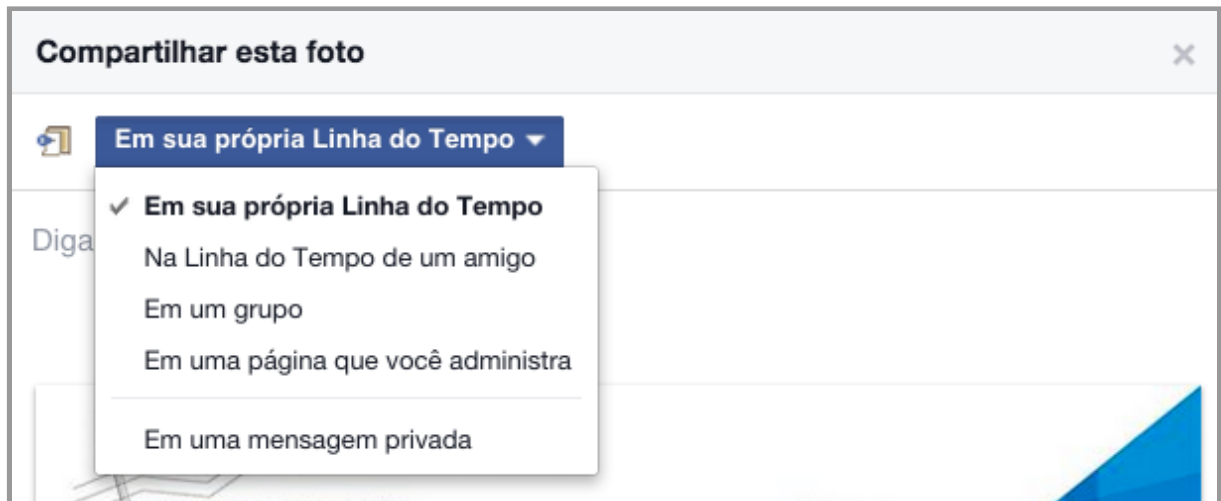 Compartilhar esta foto
Em sua própria Linha do Tempo
Em sua própria Linha do Tempo
Diga
Na Linha do Tempo de um amigo
Em um grupo
Em uma página que você administra
Em uma mensagem privada